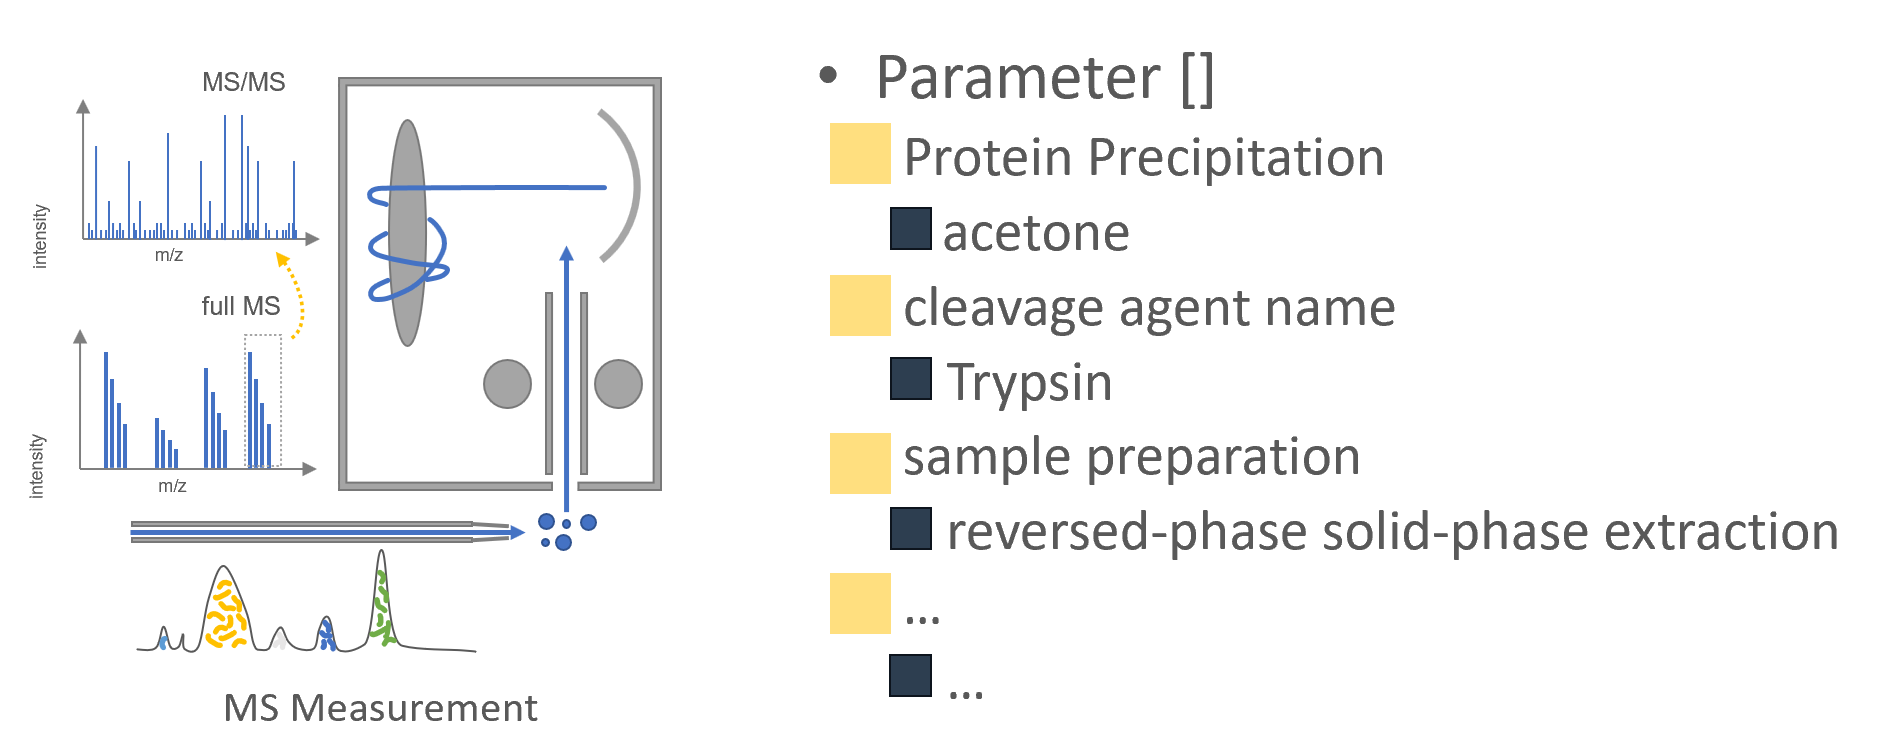 MS/MS
intensity
m/z
full MS
intensity
m/z
MS Measurement
• Parameter []
Protein Precipitation
acetone
cleavage agent name
Trypsin
sample preparation
reversed-phase solid-phase extraction
...
...